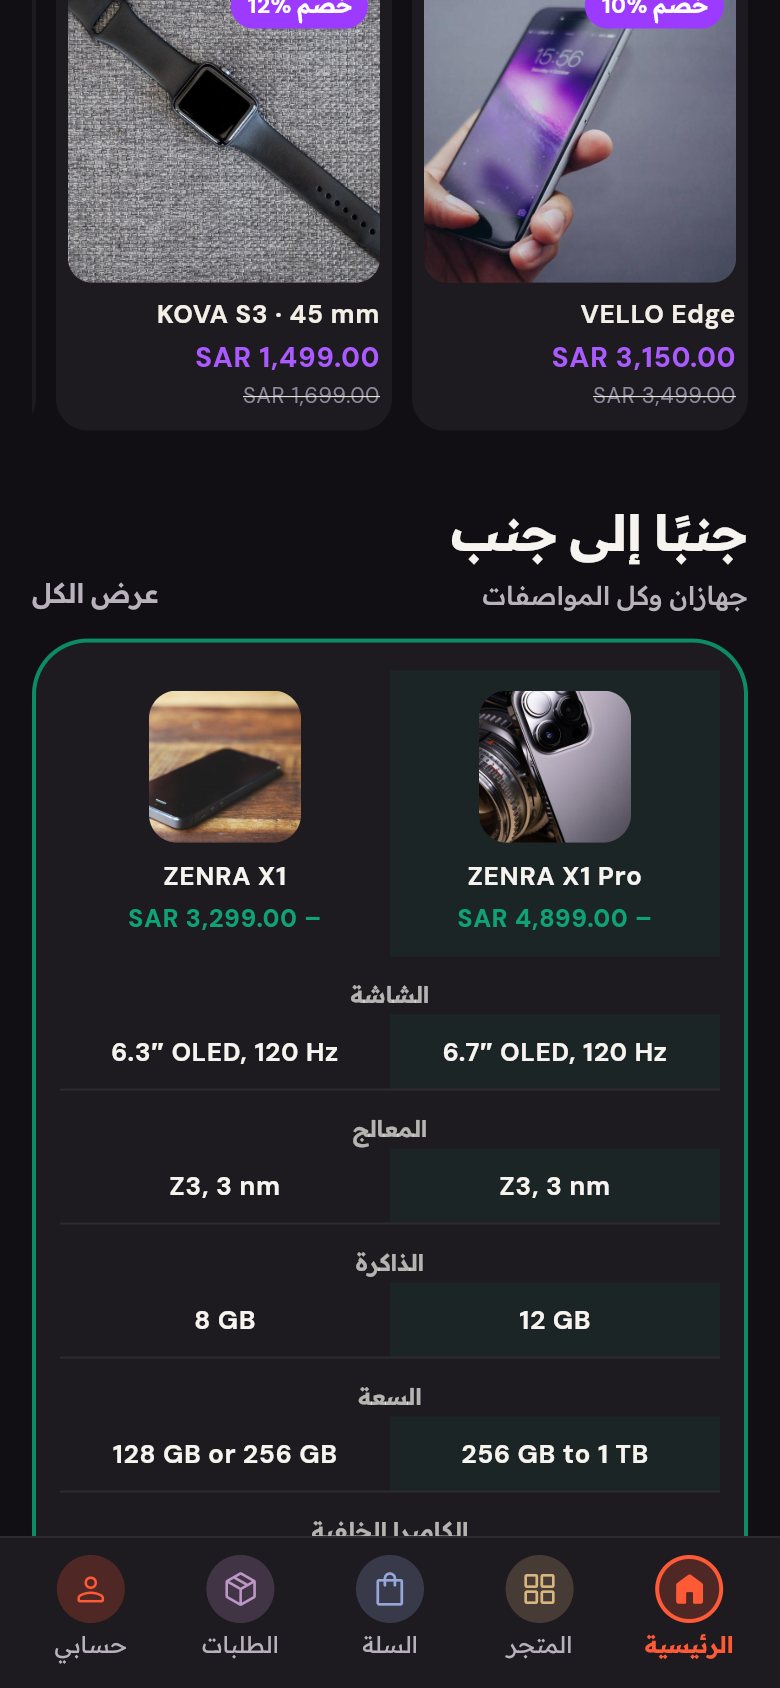 خصم 10%
15:56
VELLO Edge
SAR 3,150.00
SAR 3,499.00
خصم 12%
KOVA S3 · 45 mm
SAR 1,499.00
SAR 1,699.00
جنبًا إلى جنب
جهازان وكل المواصفات
عرض الكل
ZENRA X1 Pro
SAR 4,899.00 –
ZENRA X1
SAR 3,299.00 –
الشاشة
6.7″ OLED, 120 Hz
6.3″ OLED, 120 Hz
المعالج
Z3, 3 nm
Z3, 3 nm
الذاكرة
12 GB
8 GB
السعة
256 GB to 1 TB
128 GB or 256 GB
الكاميرا الخلفية
الرئيسية
المتجر
السلة
الطلبات
حسابي